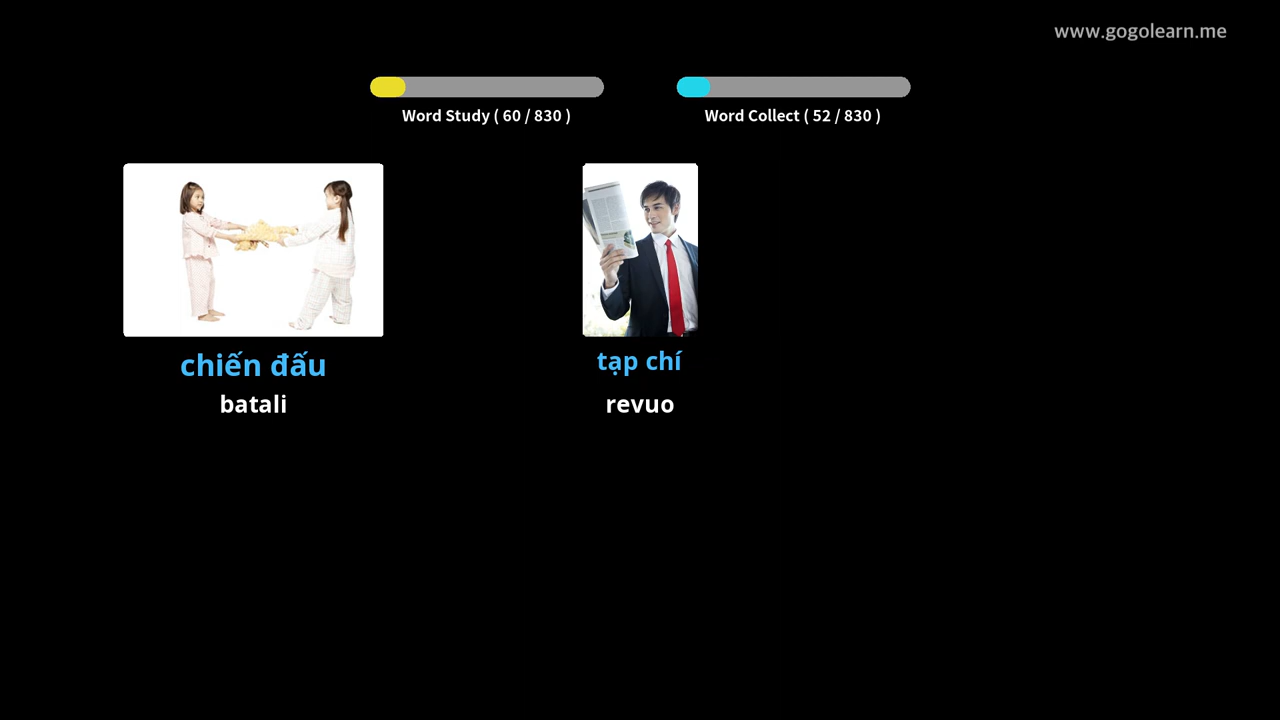 www.gogolearn.me
Word Study ( 60 / 830 )
Word Collect ( 52 / 830 )
chiến đấu
batali
tạp chí
revuo